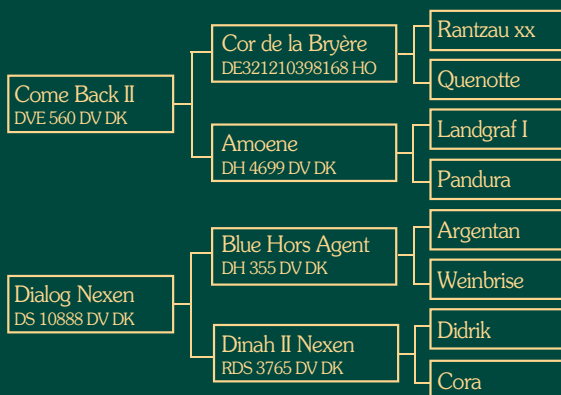 Come Back II
DVE 560 DV DK
Cor de la Bryère
DE321210398168 HO
Rantzau xx
Quenotte
Amoene
DH 4699 DV DK
Landgraf I
Pandura
Dialog Nexen
DS 10888 DV DK
Blue Hors Agent
DH 355 DV DK
Argentan
Weinbrise
Dinah II Nexen
RDS 3765 DV DK
Didrik
Cora